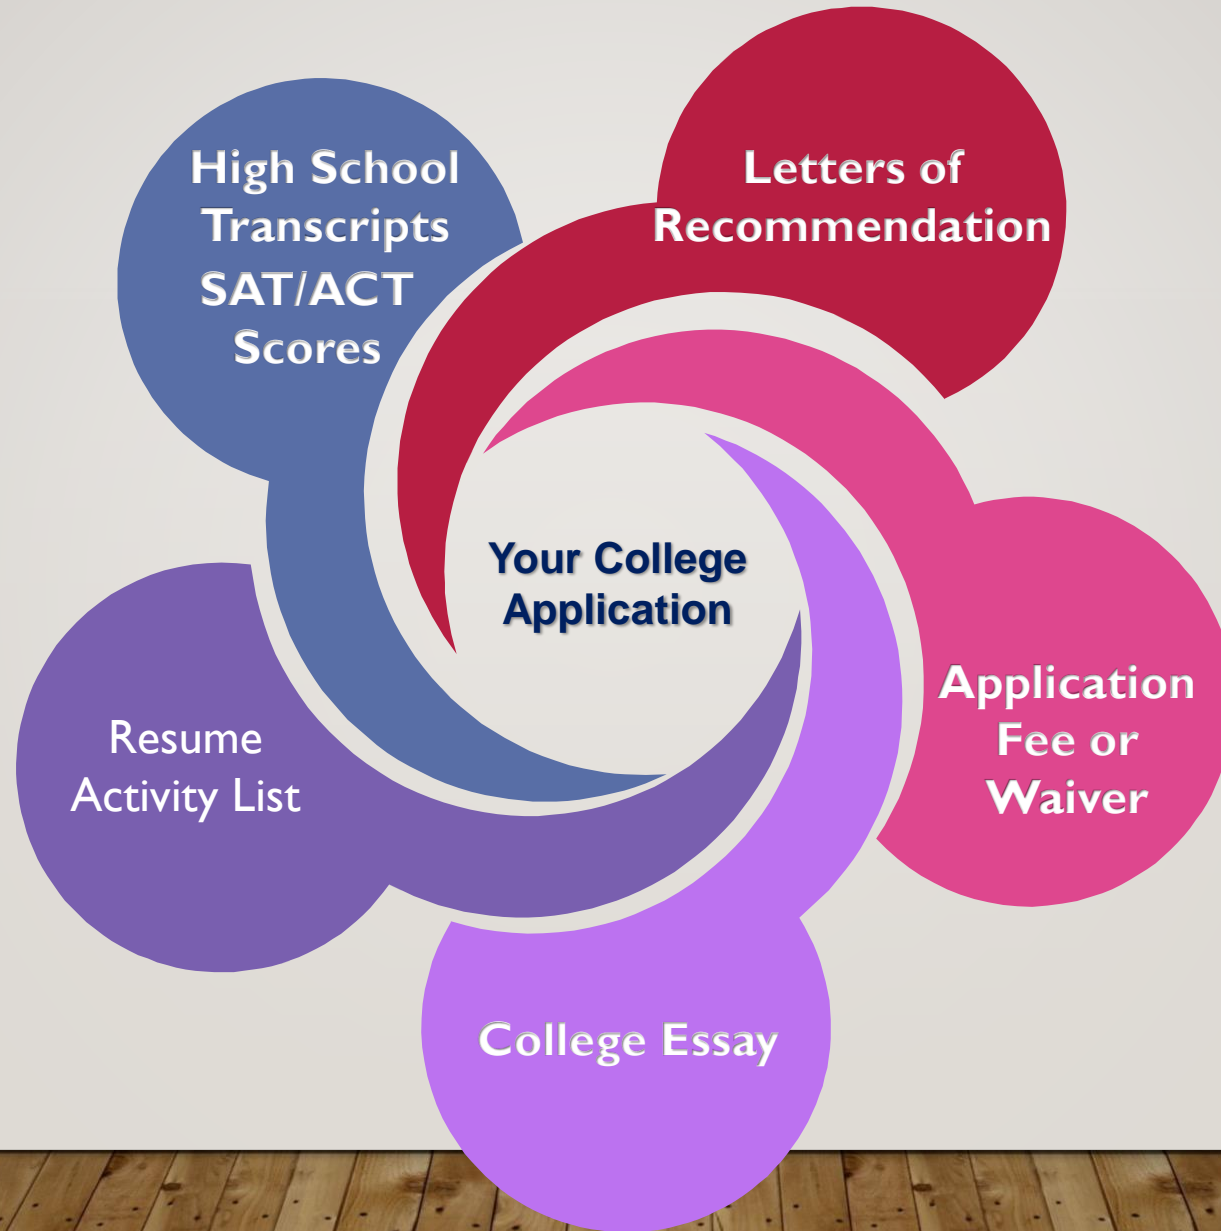 High School
Transcripts
SAT/ACT
Scores
Letters of
Recommendation
Your College
Application
Application
Fee or
Waiver
Resume
Activity List
College Essay